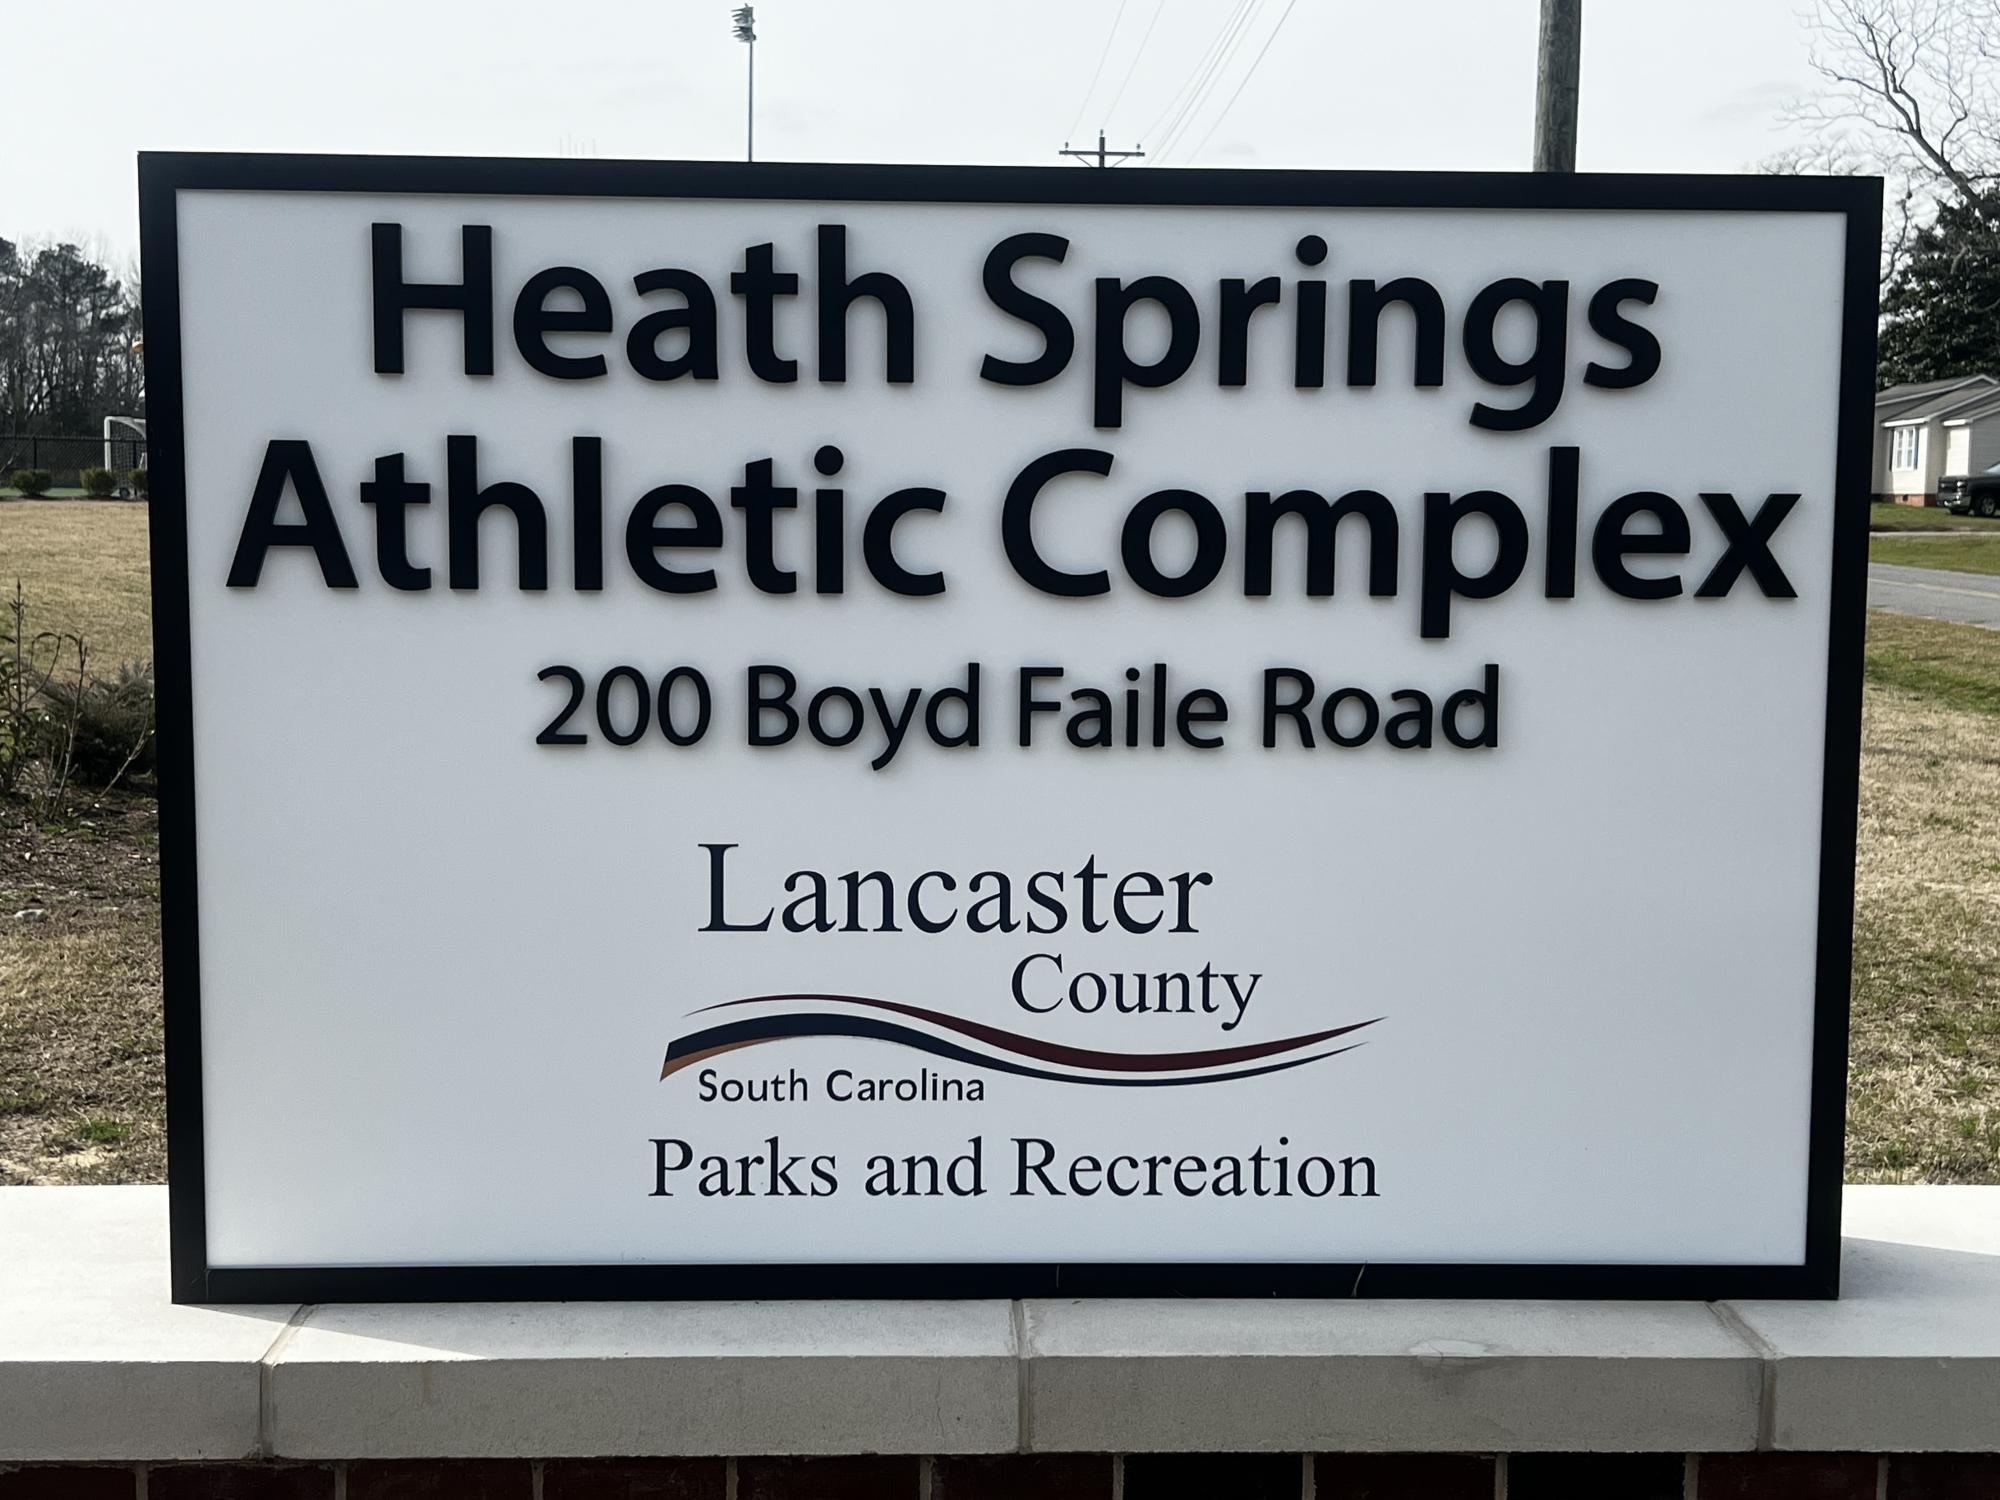 Heath Springs
Athletic Complex
200 Boyd Faile Road
Lancaster
County
South Carolina
Parks and Recreation